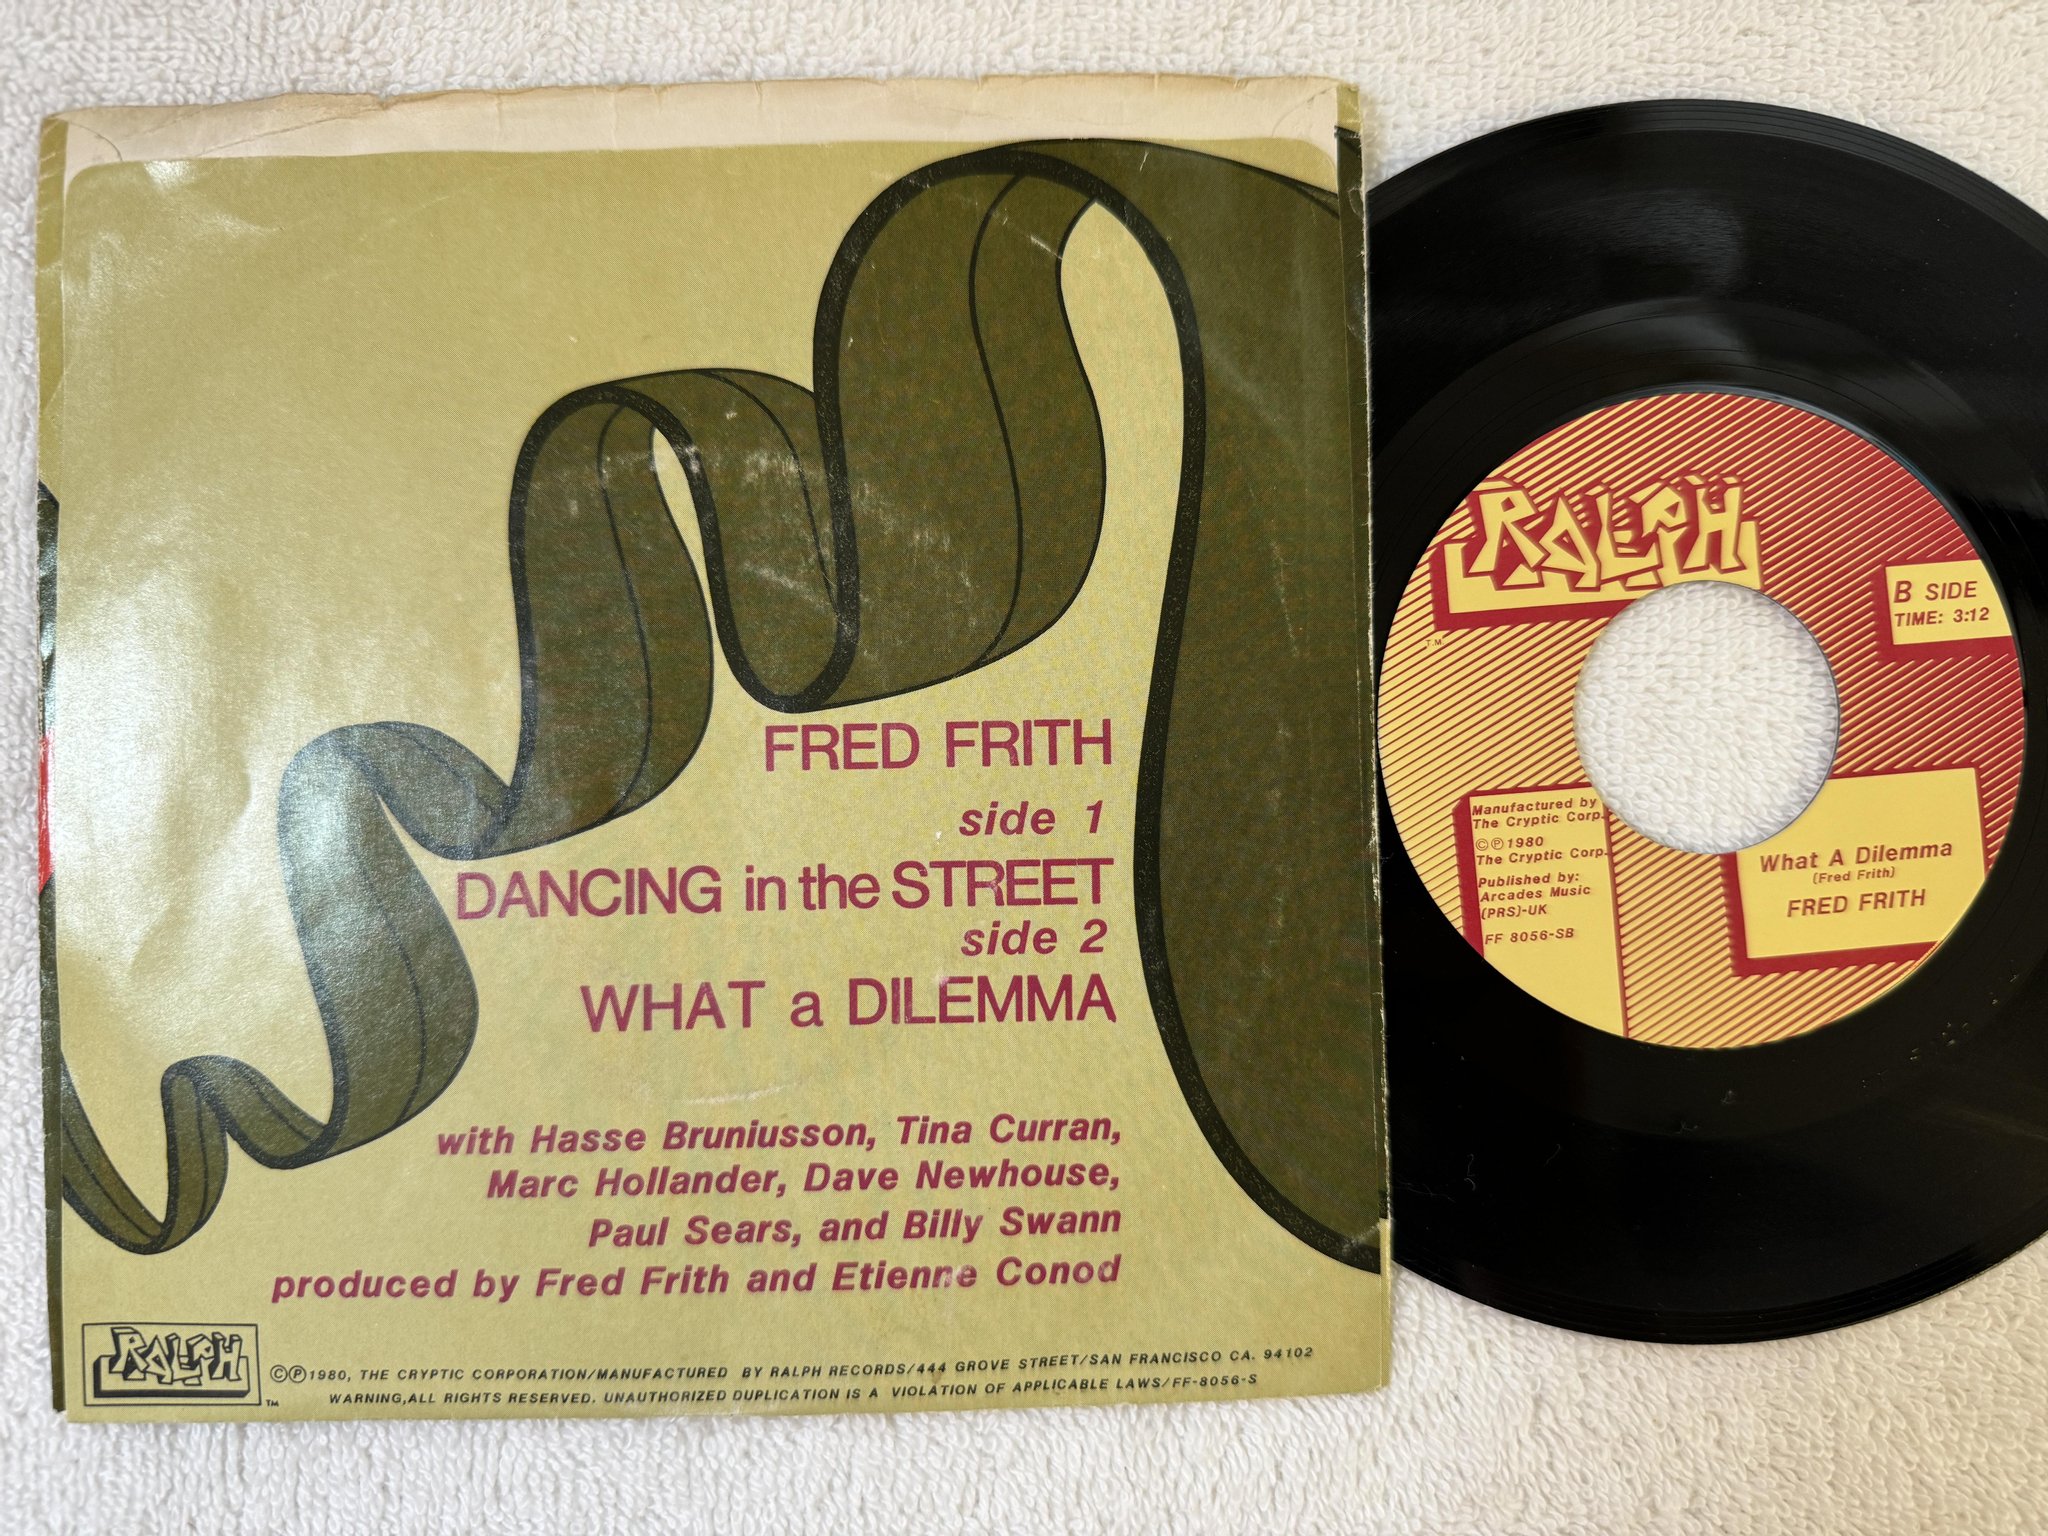 FRED FRITH
side 1
DANCING in the STREET
side 2
WHAT a DILEMMA
with Hasse Bruniusson, Tina Curran,
Marc Hollander, Dave Newhouse,
Paul Sears, and Billy Swann
produced by Fred Frith and Etienne Conod
RALPH
TM
©℗1980, THE CRYPTIC CORPORATION/MANUFACTURED BY RALPH RECORDS/444 GROVE STREET/SAN FRANCISCO CA. 94102
WARNING,ALL RIGHTS RESERVED. UNAUTHORIZED DUPLICATION IS A VIOLATION OF APPLICABLE LAWS/FF-8056-S
RALPH
T.M.
B SIDE
TIME: 3:12
Manufactured by
The Cryptic Corp.
©℗1980
The Cryptic Corp.
Published by:
Arcades Music
(PRS)-UK
FF 8056-SB
What A Dilemma
(Fred Frith)
FRED FRITH